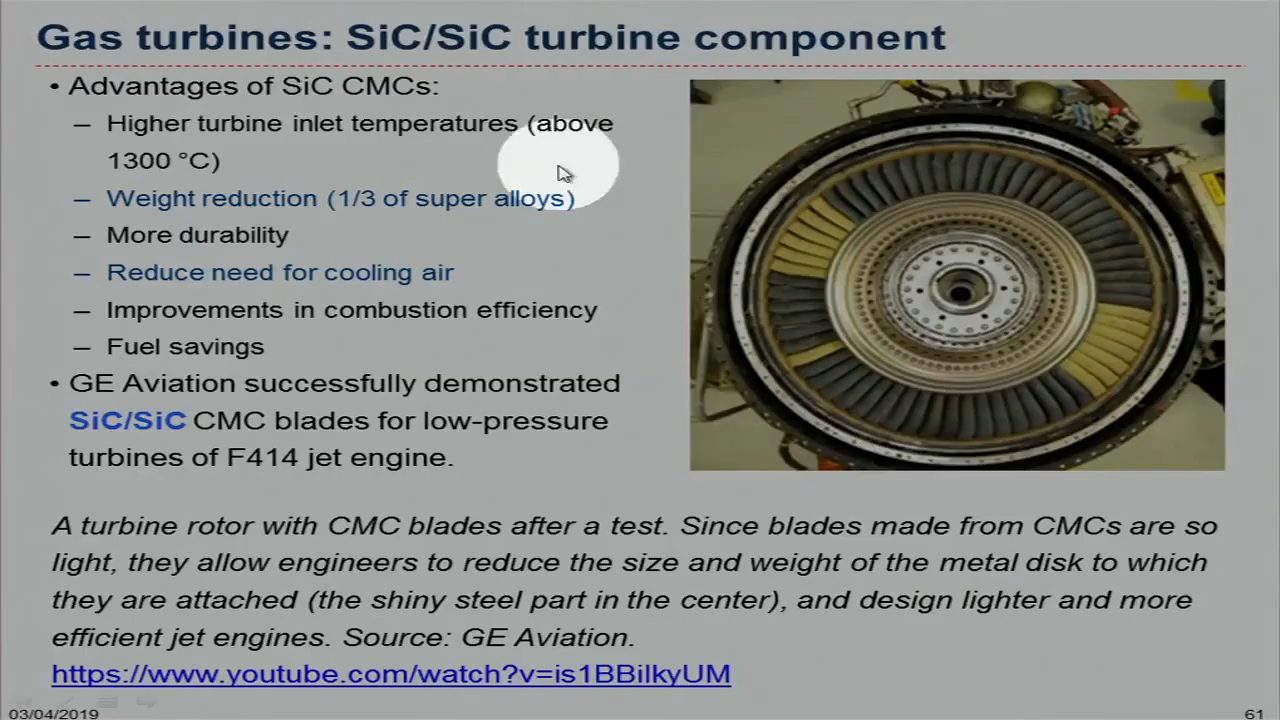 Gas turbines: SiC/SiC turbine component
• Advantages of SiC CMCs:
– Higher turbine inlet temperatures (above
1300 °C)
– Weight reduction (1/3 of super alloys)
– More durability
– Reduce need for cooling air
– Improvements in combustion efficiency
– Fuel savings
• GE Aviation successfully demonstrated
SiC/SiC CMC blades for low-pressure
turbines of F414 jet engine.
A turbine rotor with CMC blades after a test. Since blades made from CMCs are so
light, they allow engineers to reduce the size and weight of the metal disk to which
they are attached (the shiny steel part in the center), and design lighter and more
efficient jet engines. Source: GE Aviation.
https://www.youtube.com/watch?v=is1BBilkyUM
03/04/2019
61